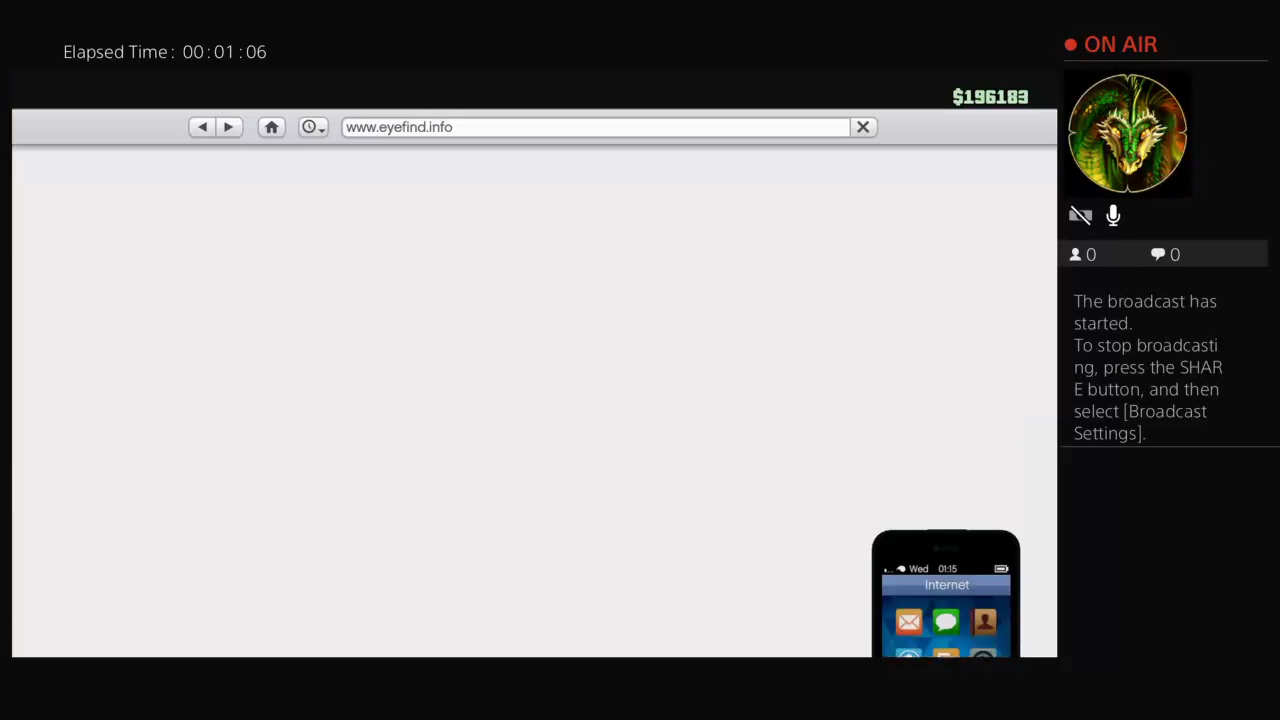 Elapsed Time: 00:01:06
ON AIR
$196183
www.eyefind.info
0 0
The broadcast has
started.
To stop broadcasti
ng, press the SHAR
E button, and then
select [Broadcast
Settings].
Wed 01:15
Internet